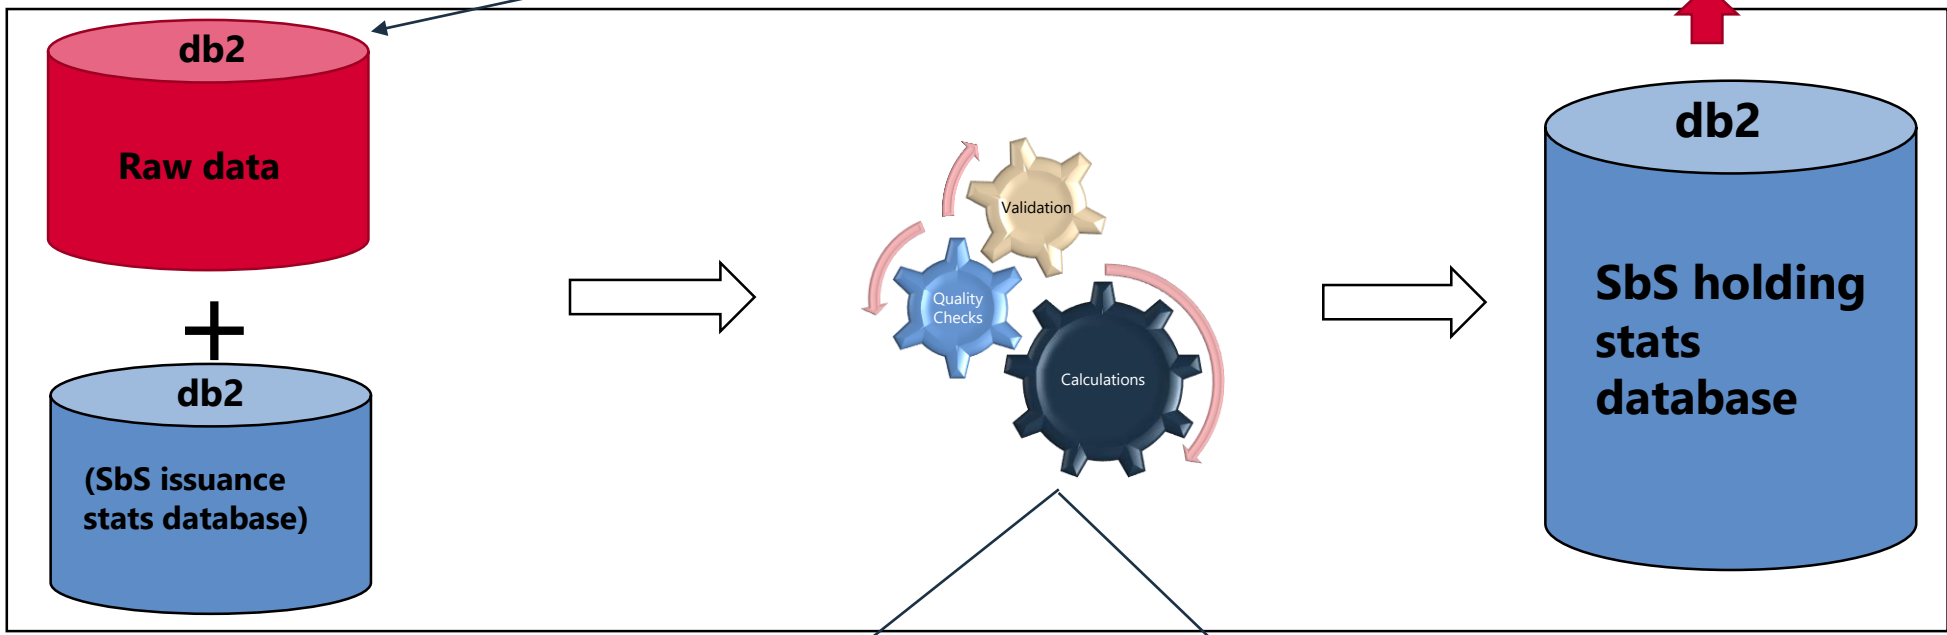 db2
Raw data
+
db2
(SbS issuance
stats database)
Validation
Quality
Checks
Calculations
db2
SbS holding
stats
database